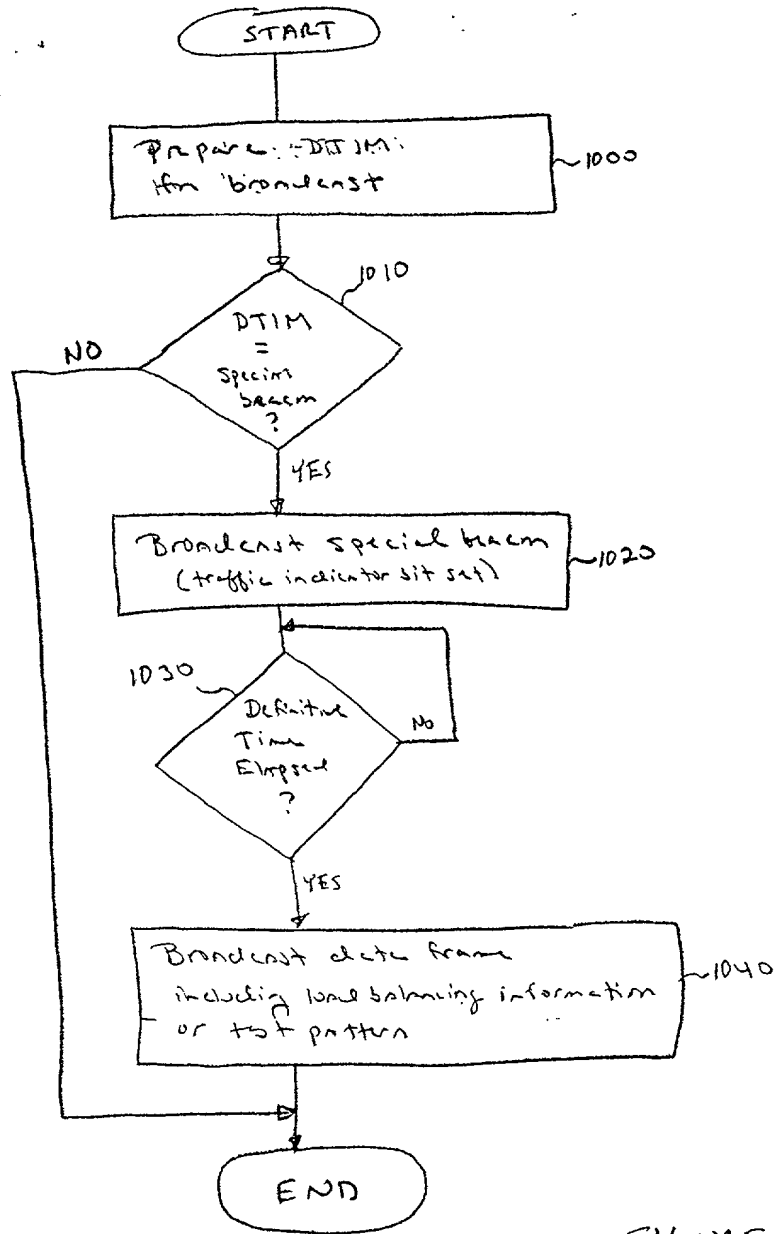 START
Prepare DTIM
for broadcast
1000
1010
DTIM
=
special
beacon
?
NO
YES
Broadcast special beacon
(traffic indicator bit set)
1020
1030
Definitive
Time
Elapsed
?
No
YES
Broadcast data frame
including load balancing information
or test pattern
1040
END